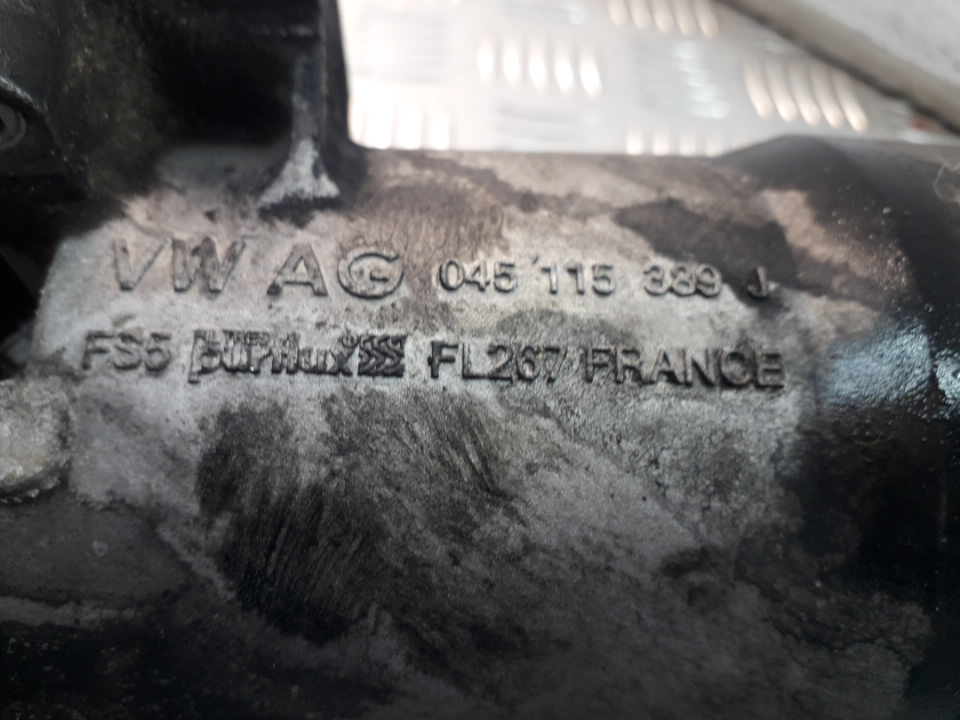 VW AG 045 115 389 J
FS5 purflux FL267 FRANCE